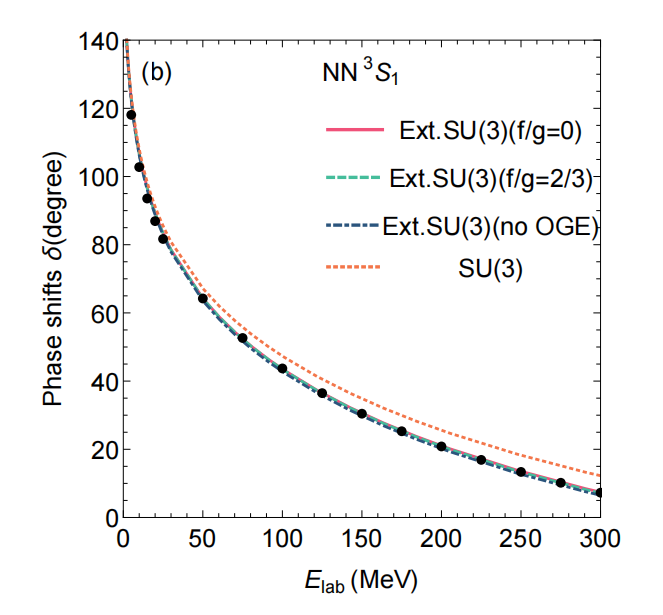 (b)
NN ³S₁
Ext.SU(3)(f/g=0)
Ext.SU(3)(f/g=2/3)
Ext.SU(3)(no OGE)
SU(3)
Phase shifts δ(degree)
140
120
100
80
60
40
20
0
0 50 100 150 200 250 300
E_lab (MeV)